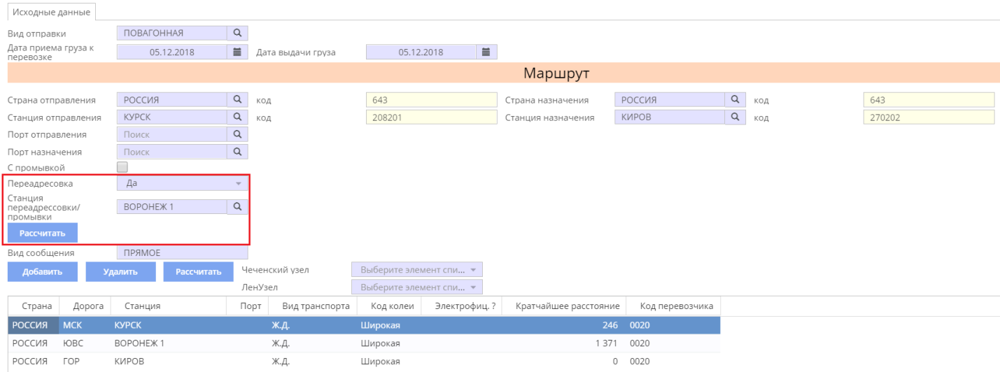 Исходные данные
Вид отправки ПОВАГОННАЯ
Дата приема груза к перевозке 05.12.2018 Дата выдачи груза 05.12.2018
Маршрут
Страна отправления РОССИЯ код 643 Страна назначения РОССИЯ код 643
Станция отправления КУРСК код 208201 Станция назначения КИРОВ код 270202
Порт отправления Поиск
Порт назначения Поиск
С промывкой
Переадресовка Да
Станция переадрессовки/ промывки ВОРОНЕЖ 1
Рассчитать
Вид сообщения ПРЯМОЕ
Добавить Удалить Рассчитать Чеченский узел Выберите элемент спи...
ЛенУзел Выберите элемент спи...
Страна Дорога Станция Порт Вид транспорта Код колеи Электрофиц. ? Кратчайшее расстояние Код перевозчика
РОССИЯ МСК КУРСК Ж.Д. Широкая 246 0020
РОССИЯ ЮВС ВОРОНЕЖ 1 Ж.Д. Широкая 1 371 0020
РОССИЯ ГОР КИРОВ Ж.Д. Широкая 0 0020